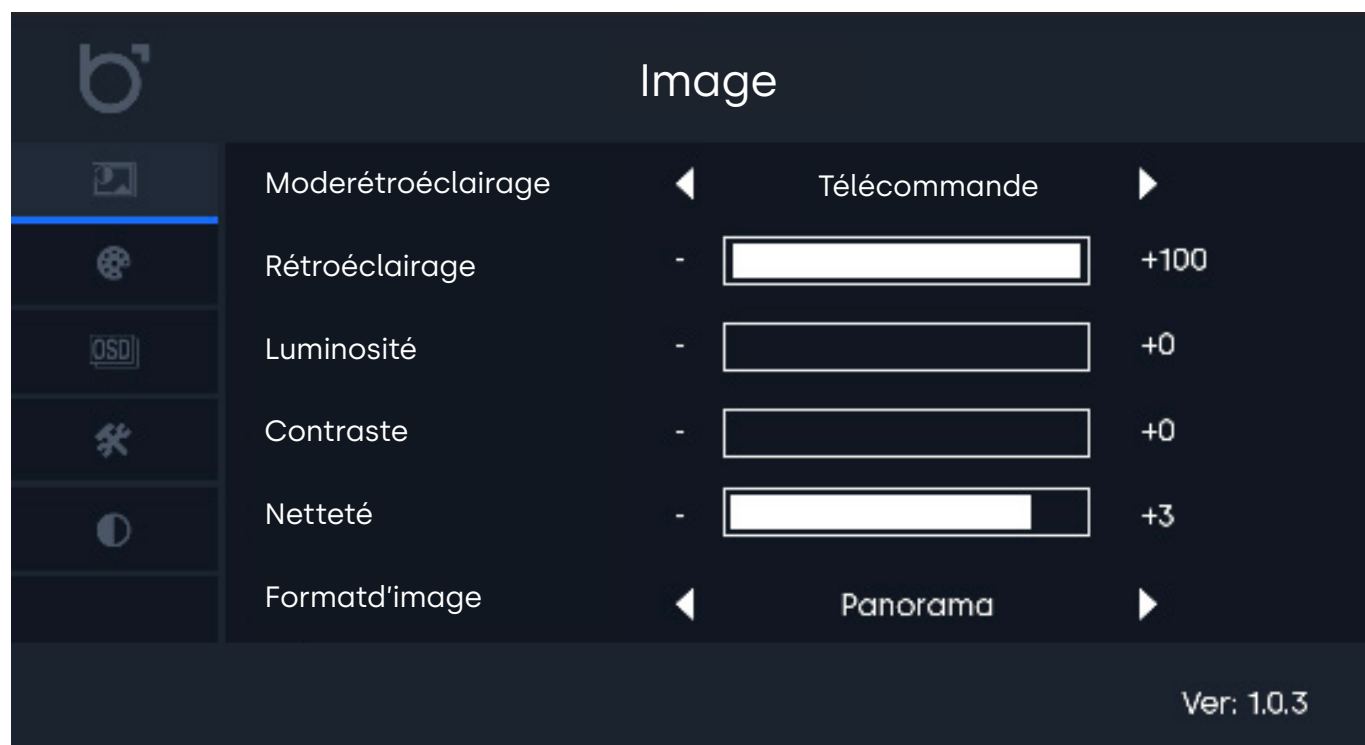 Image
Moderétroéclairage Télécommande
Rétroéclairage - +100
Luminosité - +0
OSD
Contraste - +0
Netteté - +3
Formatd'image Panorama
Ver: 1.0.3